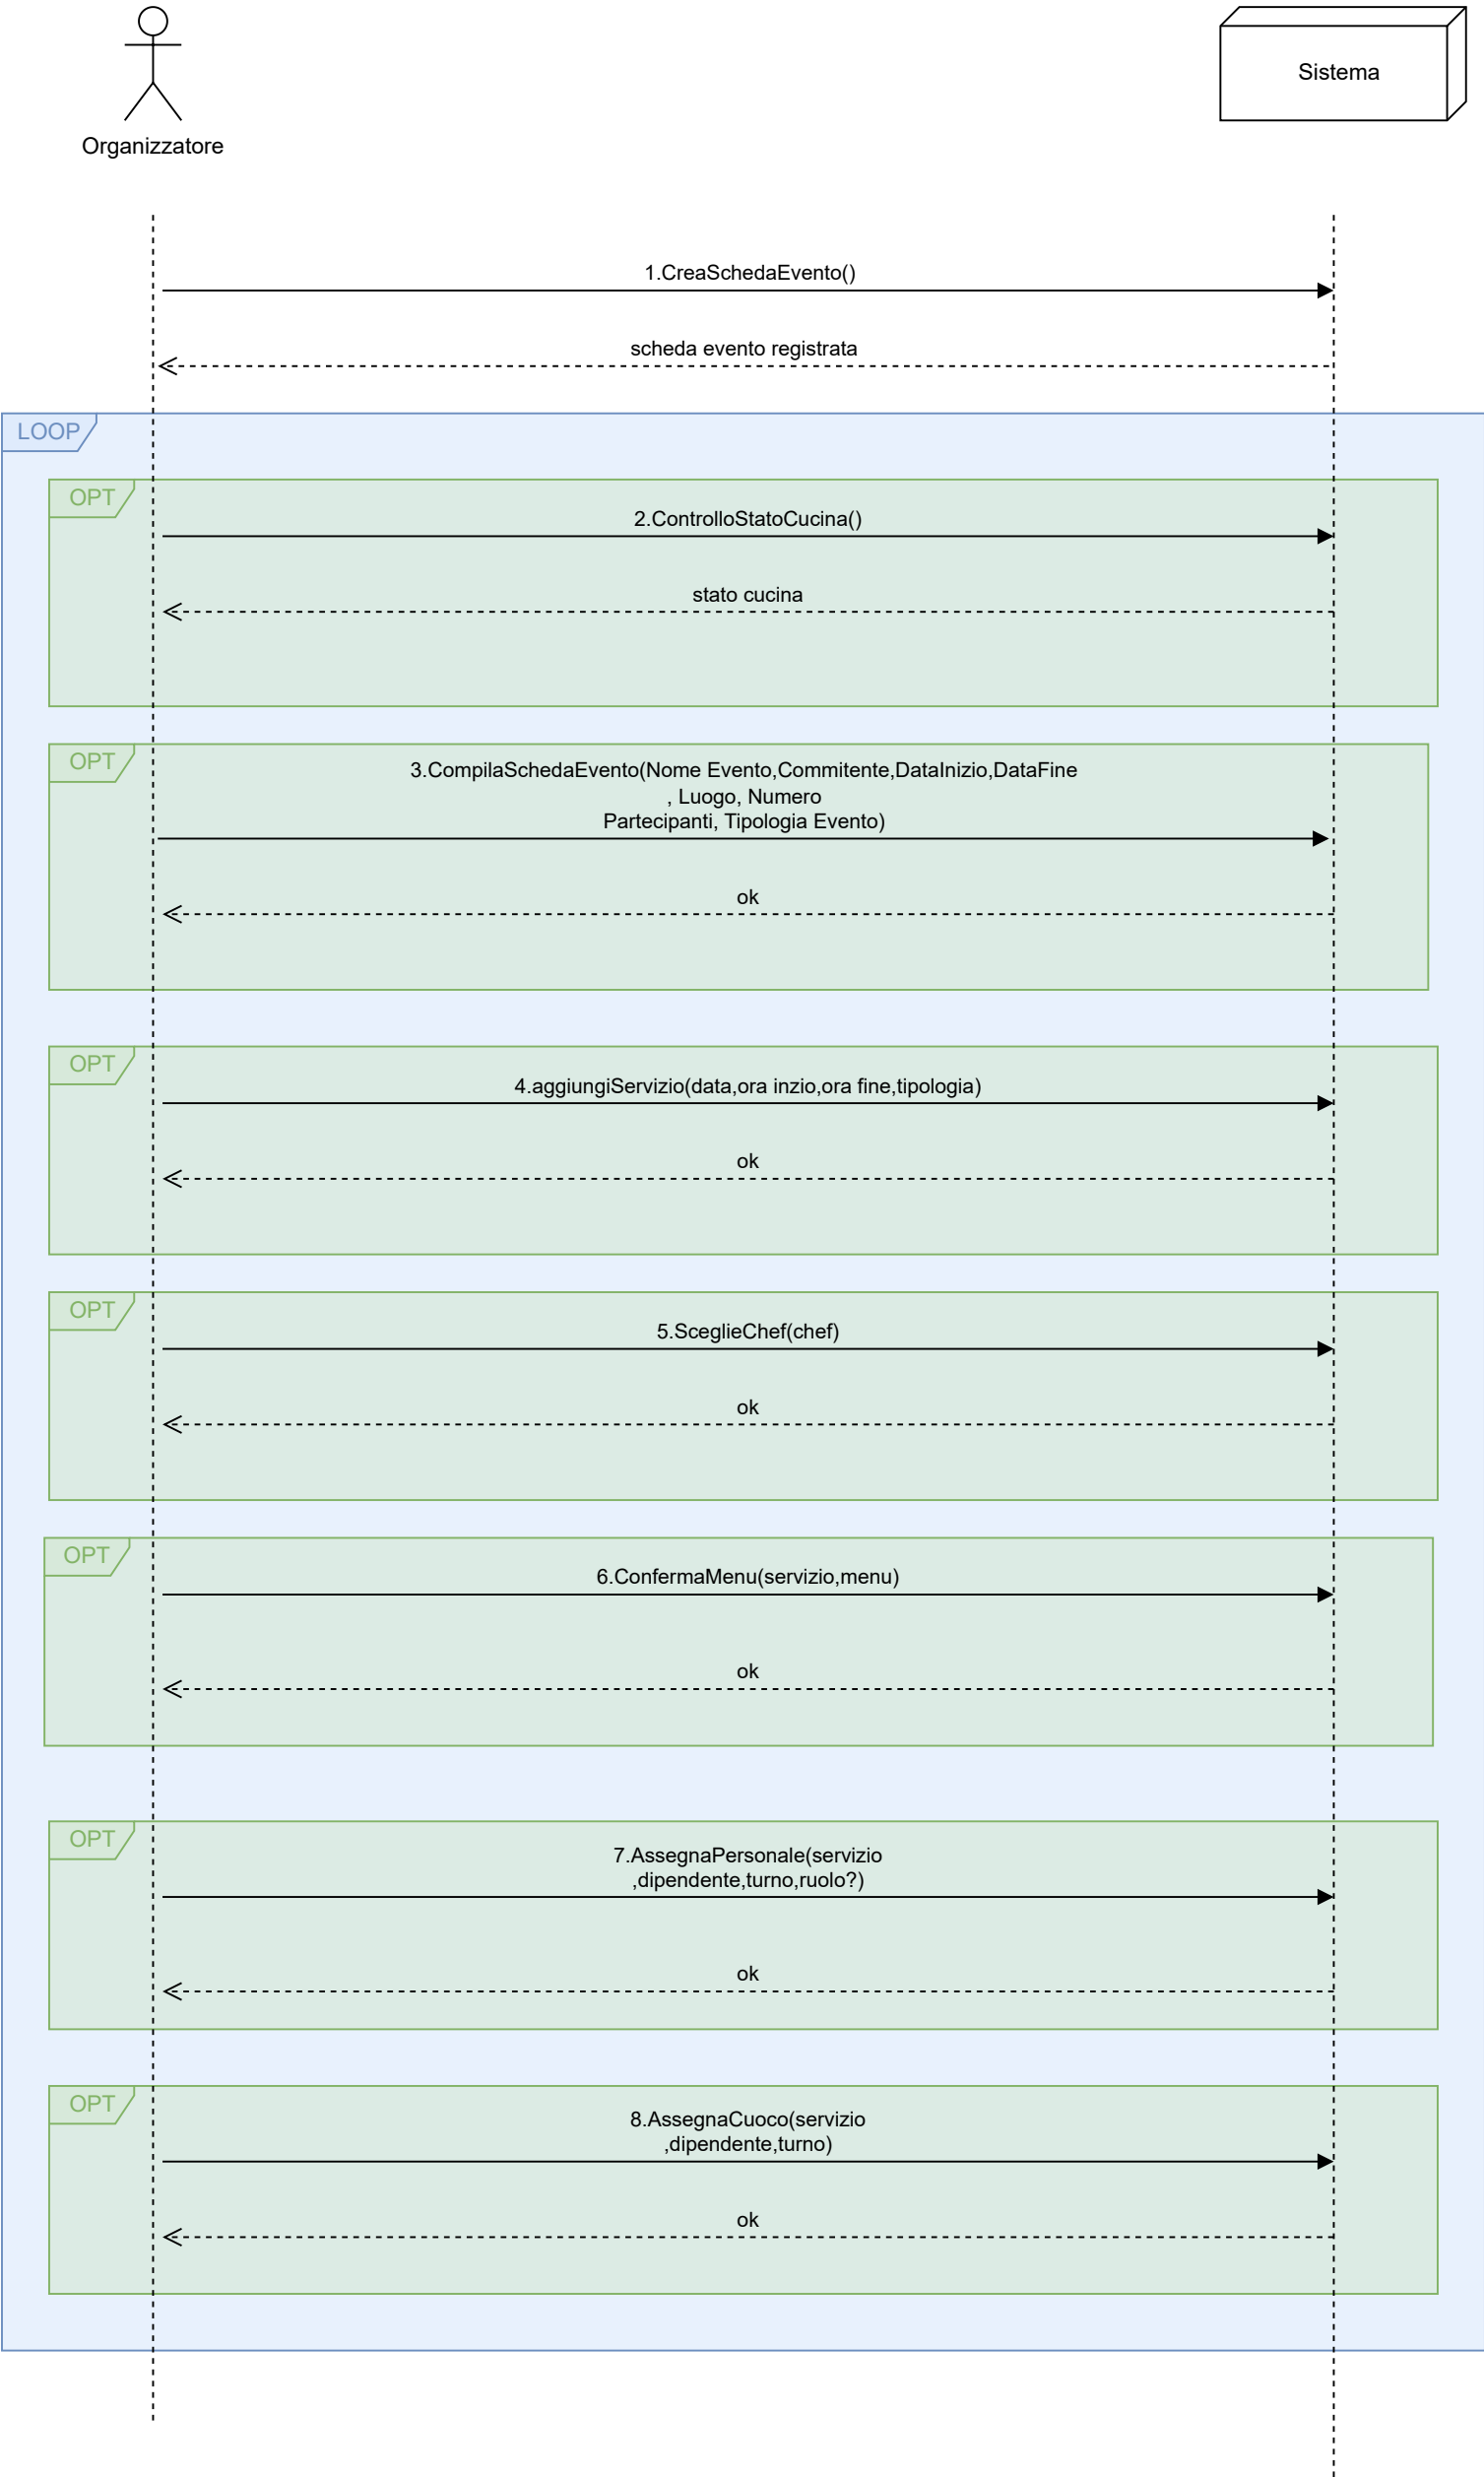 Organizzatore
Sistema
1.CreaSchedaEvento()
scheda evento registrata
LOOP
OPT
2.ControlloStatoCucina()
stato cucina
OPT
3.CompilaSchedaEvento(Nome Evento,Commitente,DataInizio,DataFine
, Luogo, Numero
Partecipanti, Tipologia Evento)
ok
OPT
4.aggiungiServizio(data,ora inzio,ora fine,tipologia)
ok
OPT
5.SceglieChef(chef)
ok
OPT
6.ConfermaMenu(servizio,menu)
ok
OPT
7.AssegnaPersonale(servizio
,dipendente,turno,ruolo?)
ok
OPT
8.AssegnaCuoco(servizio
,dipendente,turno)
ok